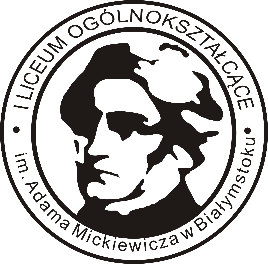 I LICEUM OGÓLNOKSZTAŁCĄCE
im. Adama Mickiewicza w Białymstoku